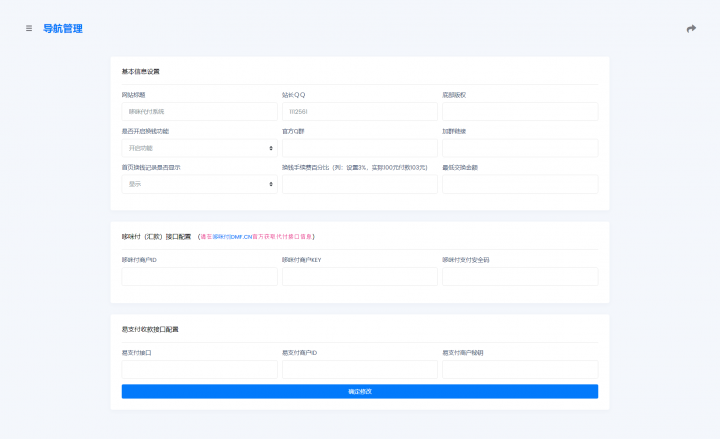 导航管理
基本信息设置
网站标题
站长QQ
底部版权
哆咪代付系统
是否开启换钱功能
官方Q群
加群链接
开启功能
首页换钱记录是否显示
换钱手续费百分比（列：设置3%，实际100元付款103元）
最低交换金额
显示
哆咪付（汇款）接口配置 （请在哆咪付DMF.CN官方获取代付接口信息）
哆咪付商户ID
哆咪付商户KEY
哆咪付支付安全码
易支付收款接口配置
易支付接口
易支付商户ID
易支付商户秘钥
确定修改